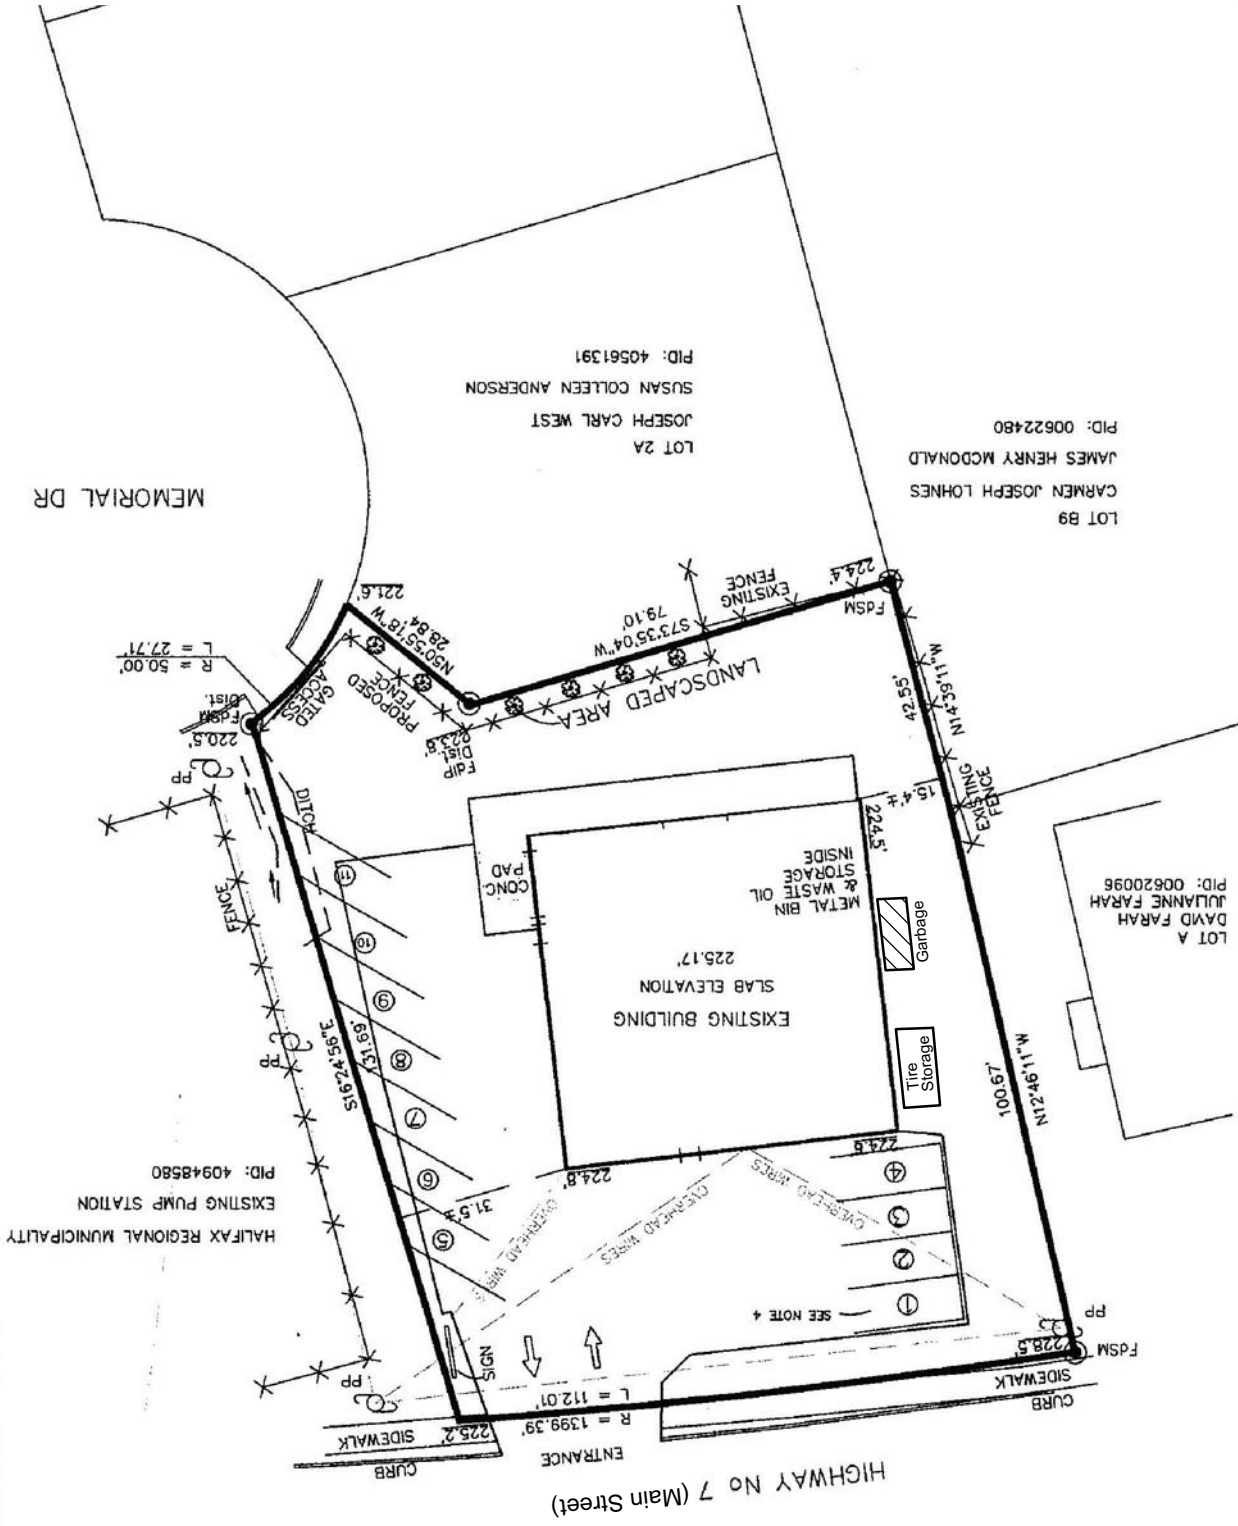 HIGHWAY No 7 (Main Street)
CURB
SIDEWALK
ENTRANCE
CURB
SIDEWALK
FdSM
228.5'
PP
R = 1399.39'
L = 112.01'
225.2'
SIGN
PP
SEE NOTE 4
1
2
3
4
224.6'
OVERHEAD WIRES
OVERHEAD WIRES
OVERHEAD WIRES
224.8'
31.5'±
5
6
7
8
9
10
11
HALIFAX REGIONAL MUNICIPALITY
EXISTING PUMP STATION
PID: 40948580
S16°24'56"E
131.69'
PP
FENCE
DITCH
PP
N12°46'11"W
100.67'
Tire
Storage
Garbage
EXISTING BUILDING
SLAB ELEVATION
225.17'
METAL BIN
& WASTE OIL
STORAGE
INSIDE
CONC.
PAD
224.5'
15.4'±
LOT A
DAVID FARAH
JULIANNE FARAH
PID: 00620096
EXISTING
FENCE
N14°39'11"W
42.55'
LANDSCAPED AREA
S73°35'04"W
79.10'
EXISTING
FENCE
FdSM
224.4'
FdIP
Dist.
223.8'
PROPOSED
FENCE
N50°55'18"W
28.84'
221.6'
GATED
ACCESS
220.5'
FdSM
Dist.
R = 50.00'
L = 27.71'
MEMORIAL DR
LOT B9
CARMEN JOSEPH LOHNES
JAMES HENRY MCDONALD
PID: 00622480
LOT 2A
JOSEPH CARL WEST
SUSAN COLLEEN ANDERSON
PID: 40561391